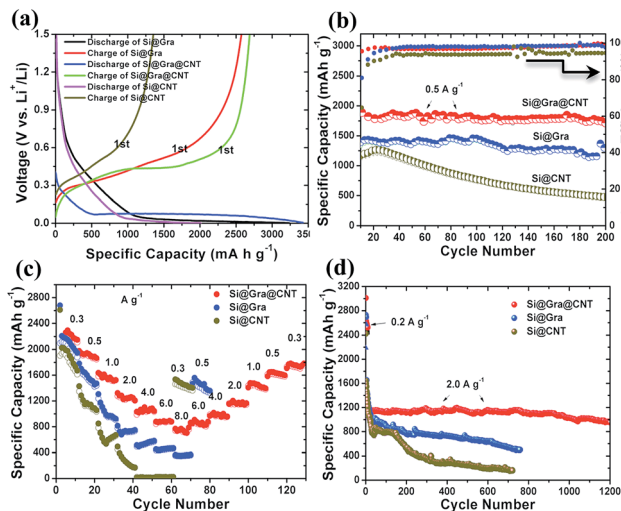 (a)
1.5
1.2
0.9
0.6
0.3
0.0
Voltage (V vs. Li+/Li)
Discharge of Si@Gra
Charge of Si@Gra
Discharge of Si@Gra@CNT
Charge of Si@Gra@CNT
Discharge of Si@CNT
Charge of Si@CNT
1st
1st
1st
0 500 1000 1500 2000 2500 3000 350
Specific Capacity (mA h g-1)
(b)
3000
2500
2000
1500
1000
500
0
Specific Capacity (mAh g-1)
0.5 A g-1
Si@Gra@CNT
Si@Gra
Si@CNT
10
80
60
40
20
0
20 40 60 80 100 120 140 160 180 200
Cycle Number
(c)
2800
2400
2000
1600
1200
800
400
0
Specific Capacity (mAh g-1)
A g-1
Si@Gra@CNT
Si@Gra
Si@CNT
0.3
0.5
1.0
2.0
4.0
6.0
8.0
6.0
4.0
2.0
1.0
0.5
0.3
0.3
0.5
0 20 40 60 80 100 120
Cycle Number
(d)
3600
3200
2800
2400
2000
1600
1200
800
400
0
Specific Capacity (mAh g-1)
Si@Gra@CNT
Si@Gra
Si@CNT
0.2 A g-1
2.0 A g-1
0 200 400 600 800 1000 1200
Cycle Number